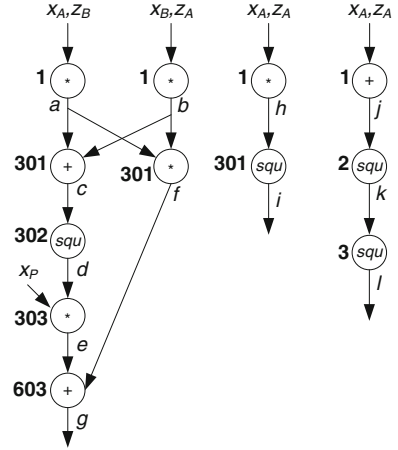 x_A,z_B x_B,z_A x_A,z_A x_A,z_A
1 * 1 * 1 * 1 +
a b h j
301 + 301 * 301 squ 2 squ
c f i k
302 squ 3 squ
x_P d l
303 *
e
603 +
g